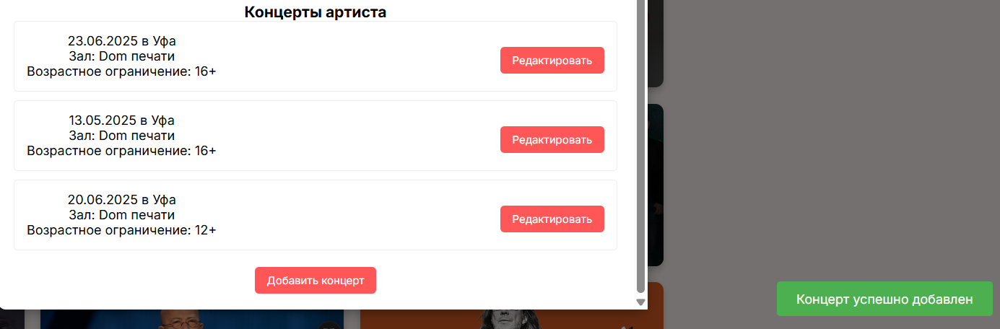 Концерты артиста
23.06.2025 в Уфа
Зал: Dom печати
Возрастное ограничение: 16+
Редактировать
13.05.2025 в Уфа
Зал: Dom печати
Возрастное ограничение: 16+
Редактировать
20.06.2025 в Уфа
Зал: Dom печати
Возрастное ограничение: 12+
Редактировать
Добавить концерт
Концерт успешно добавлен